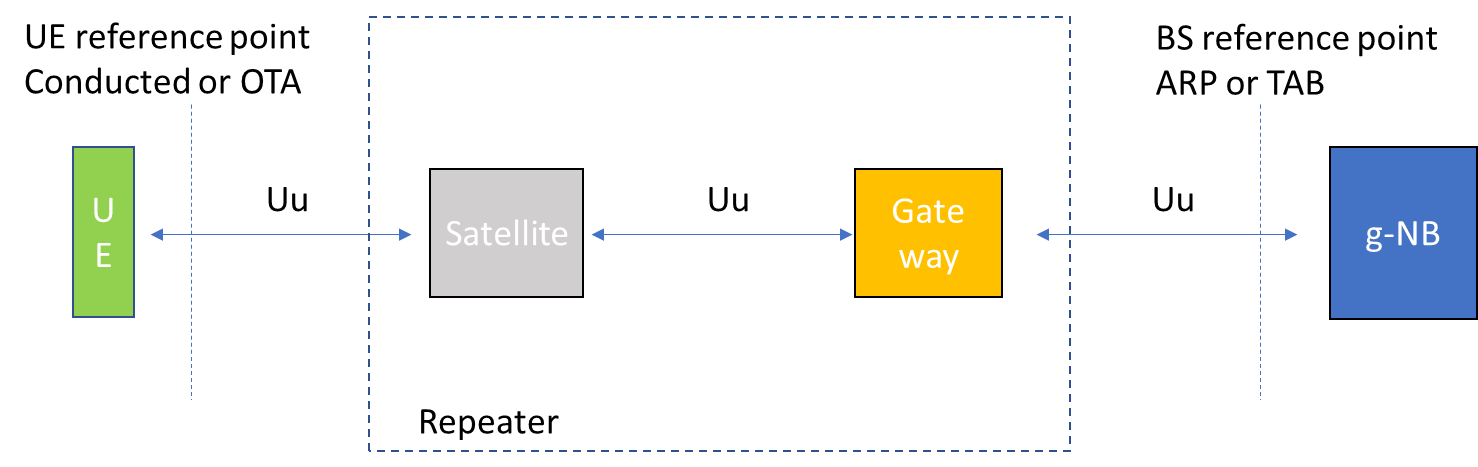 UE reference point
Conducted or OTA
BS reference point
ARP or TAB
U
E
Uu
Satellite
Uu
Gate
way
Uu
g-NB
Repeater